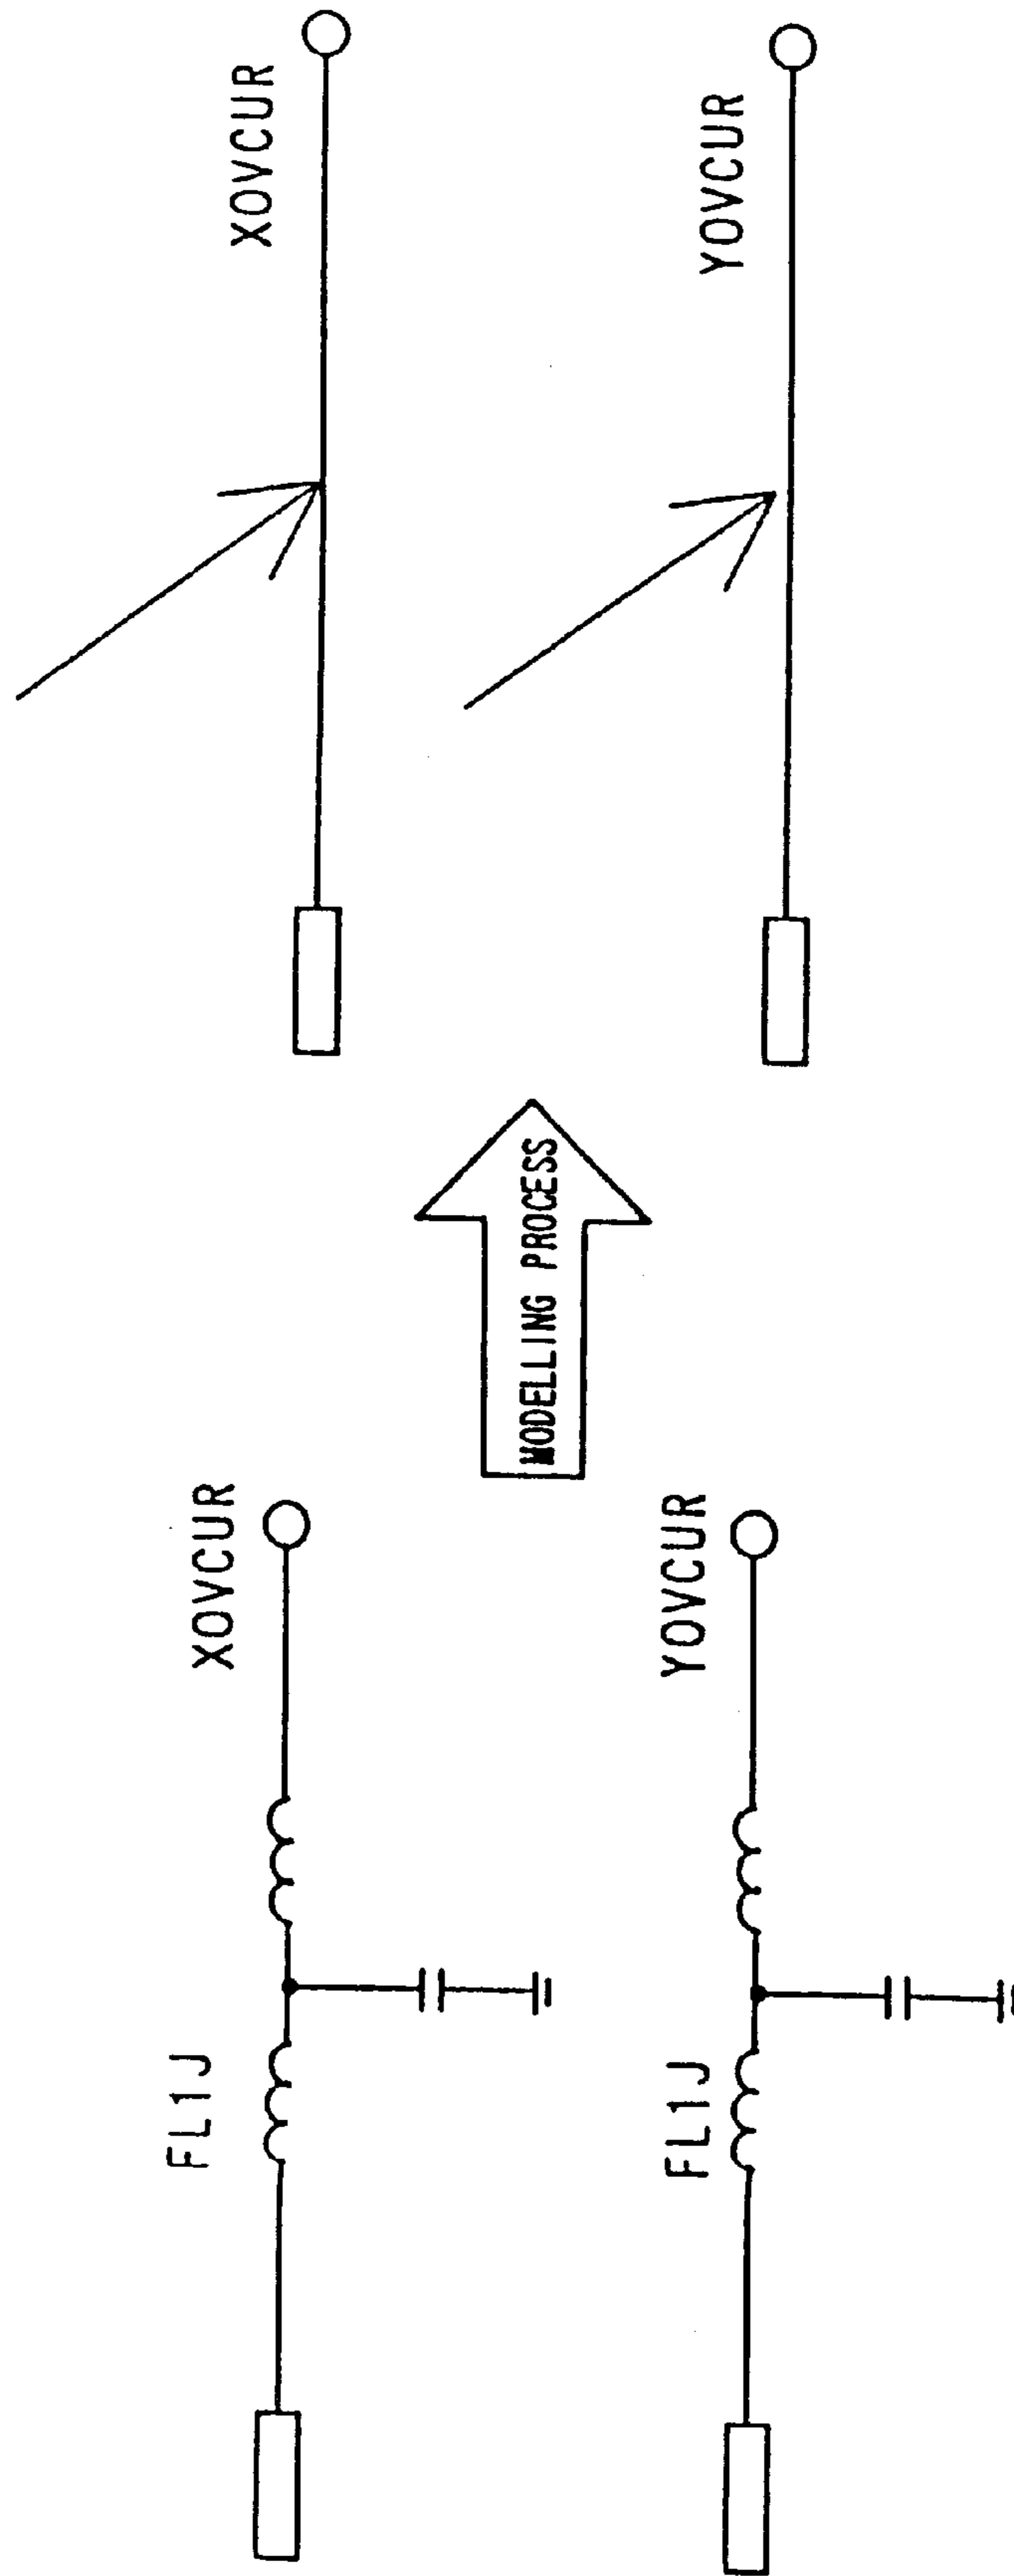 FL1J
XOVCUR
FL1J
YOVCUR
MODELLING PROCESS
XOVCUR
YOVCUR